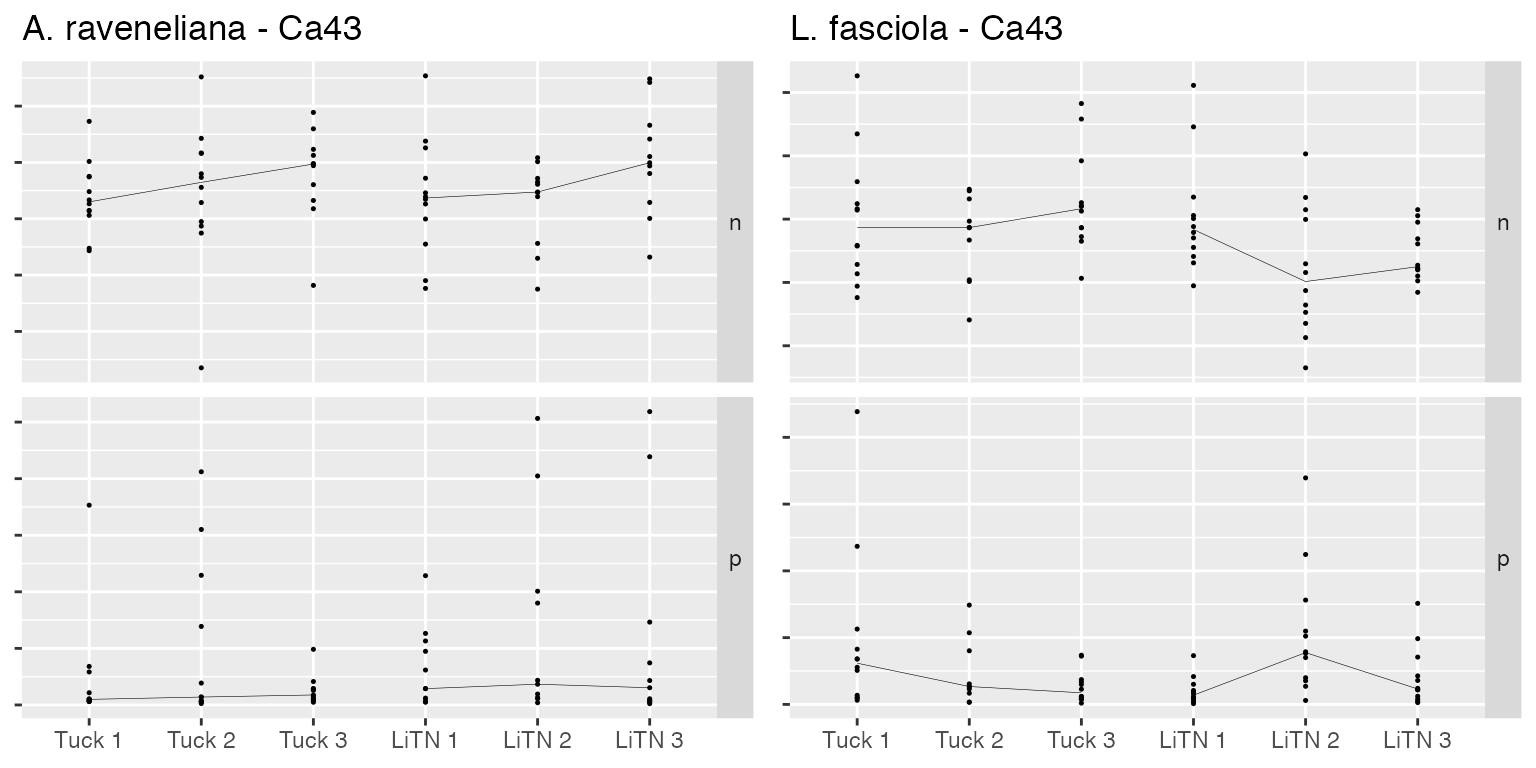 A. raveneliana - Ca43
L. fasciola - Ca43
n
n
p
p
Tuck 1 Tuck 2 Tuck 3 LiTN 1 LiTN 2 LiTN 3
Tuck 1 Tuck 2 Tuck 3 LiTN 1 LiTN 2 LiTN 3